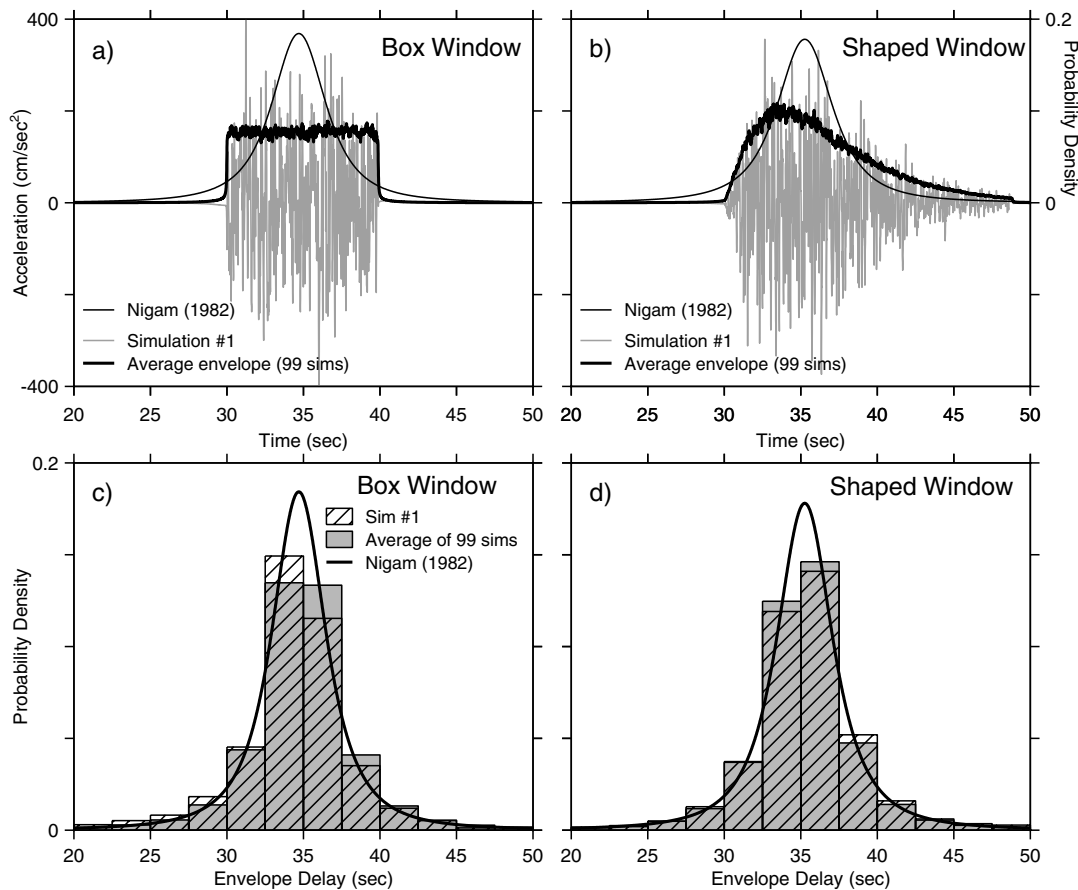 400
0.2
a)
Box Window
b)
Shaped Window
Acceleration (cm/sec2)
Probability Density
0
0
Nigam (1982)
Simulation #1
Average envelope (99 sims)
Nigam (1982)
Simulation #1
Average envelope (99 sims)
-400
20 25 30 35 40 45 50
20 25 30 35 40 45 50
Time (sec)
Time (sec)
0.2
c)
Box Window
d)
Shaped Window
Sim #1
Average of 99 sims
Nigam (1982)
Probability Density
0
20 25 30 35 40 45 50
20 25 30 35 40 45 50
Envelope Delay (sec)
Envelope Delay (sec)